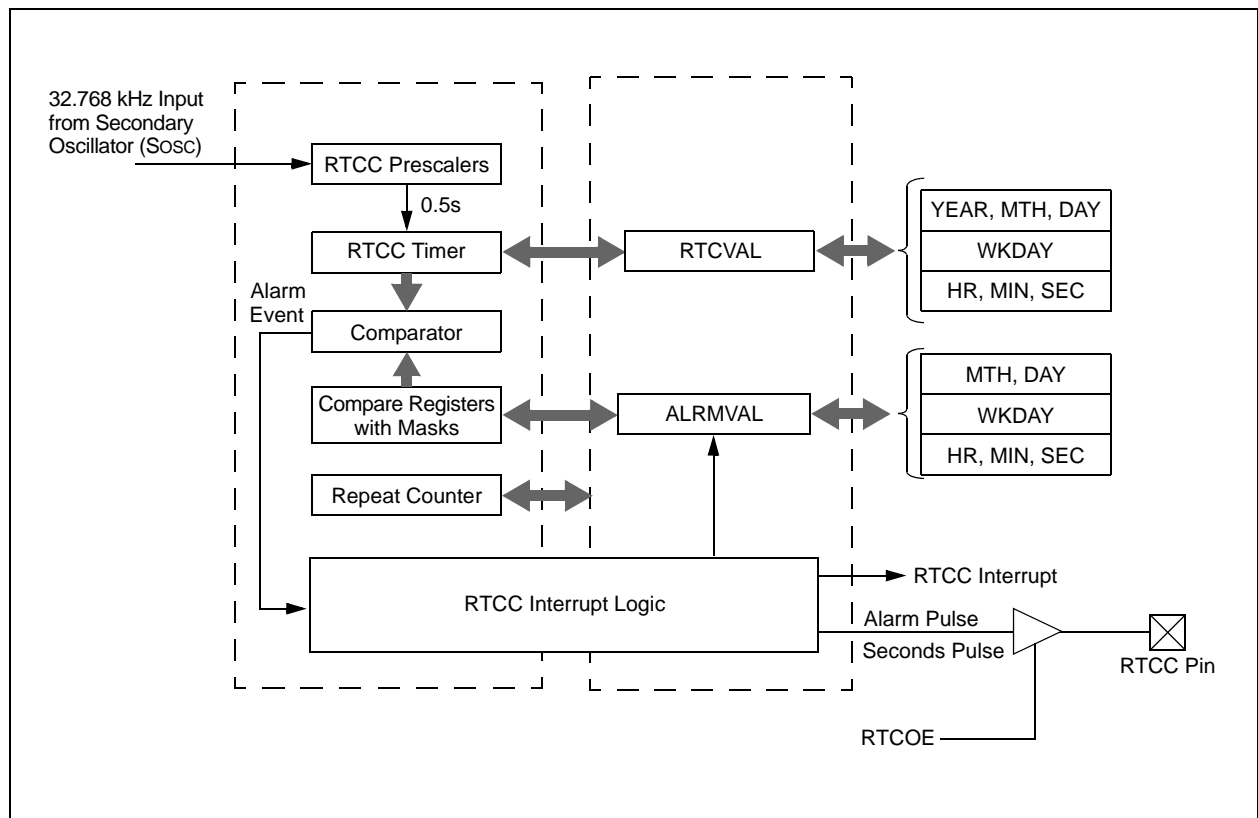 32.768 kHz Input
from Secondary
Oscillator (SOSC)
RTCC Prescalers
0.5s
RTCC Timer
RTCVAL
YEAR, MTH, DAY
WKDAY
HR, MIN, SEC
Alarm
Event
Comparator
Compare Registers
with Masks
ALRMVAL
MTH, DAY
WKDAY
HR, MIN, SEC
Repeat Counter
RTCC Interrupt Logic
RTCC Interrupt
Alarm Pulse
Seconds Pulse
RTCC Pin
RTCOE